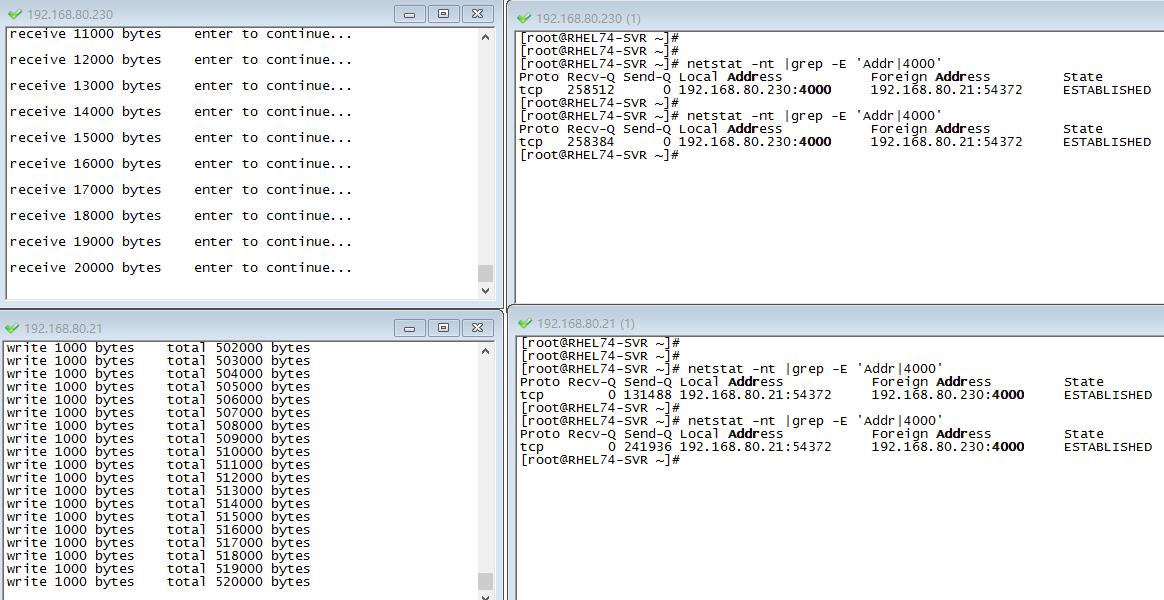 192.168.80.230
receive 11000 bytes    enter to continue...
receive 12000 bytes    enter to continue...
receive 13000 bytes    enter to continue...
receive 14000 bytes    enter to continue...
receive 15000 bytes    enter to continue...
receive 16000 bytes    enter to continue...
receive 17000 bytes    enter to continue...
receive 18000 bytes    enter to continue...
receive 19000 bytes    enter to continue...
receive 20000 bytes    enter to continue...
192.168.80.230 (1)
[root@RHEL74-SVR ~]#
[root@RHEL74-SVR ~]#
[root@RHEL74-SVR ~]# netstat -nt |grep -E 'Addr|4000'
Proto Recv-Q Send-Q Local Address           Foreign Address         State
tcp   258512      0 192.168.80.230:4000     192.168.80.21:54372     ESTABLISHED
[root@RHEL74-SVR ~]#
[root@RHEL74-SVR ~]# netstat -nt |grep -E 'Addr|4000'
Proto Recv-Q Send-Q Local Address           Foreign Address         State
tcp   258384      0 192.168.80.230:4000     192.168.80.21:54372     ESTABLISHED
[root@RHEL74-SVR ~]#
192.168.80.21
write 1000 bytes    total 502000 bytes
write 1000 bytes    total 503000 bytes
write 1000 bytes    total 504000 bytes
write 1000 bytes    total 505000 bytes
write 1000 bytes    total 506000 bytes
write 1000 bytes    total 507000 bytes
write 1000 bytes    total 508000 bytes
write 1000 bytes    total 509000 bytes
write 1000 bytes    total 510000 bytes
write 1000 bytes    total 511000 bytes
write 1000 bytes    total 512000 bytes
write 1000 bytes    total 513000 bytes
write 1000 bytes    total 514000 bytes
write 1000 bytes    total 515000 bytes
write 1000 bytes    total 516000 bytes
write 1000 bytes    total 517000 bytes
write 1000 bytes    total 518000 bytes
write 1000 bytes    total 519000 bytes
write 1000 bytes    total 520000 bytes
192.168.80.21 (1)
[root@RHEL74-SVR ~]#
[root@RHEL74-SVR ~]#
[root@RHEL74-SVR ~]# netstat -nt |grep -E 'Addr|4000'
Proto Recv-Q Send-Q Local Address           Foreign Address         State
tcp        0 131488 192.168.80.21:54372     192.168.80.230:4000     ESTABLISHED
[root@RHEL74-SVR ~]#
[root@RHEL74-SVR ~]# netstat -nt |grep -E 'Addr|4000'
Proto Recv-Q Send-Q Local Address           Foreign Address         State
tcp        0 241936 192.168.80.21:54372     192.168.80.230:4000     ESTABLISHED
[root@RHEL74-SVR ~]#